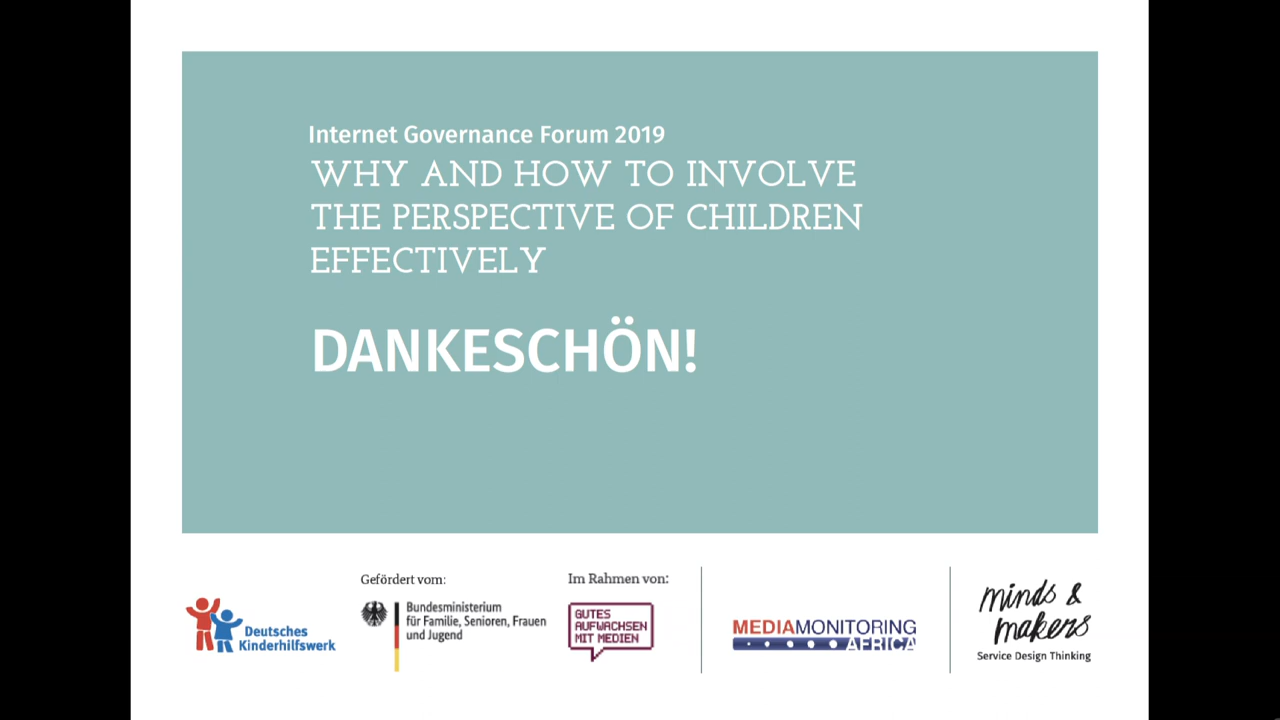 Internet Governance Forum 2019
WHY AND HOW TO INVOLVE
THE PERSPECTIVE OF CHILDREN
EFFECTIVELY
DANKESCHÖN!
Deutsches
Kinderhilfswerk
Gefördert vom:
Bundesministerium
für Familie, Senioren, Frauen
und Jugend
Im Rahmen von:
GUTES
AUFWACHSEN
MIT MEDIEN
MEDIAMONITORING
AFRICA
minds &
makers
Service Design Thinking